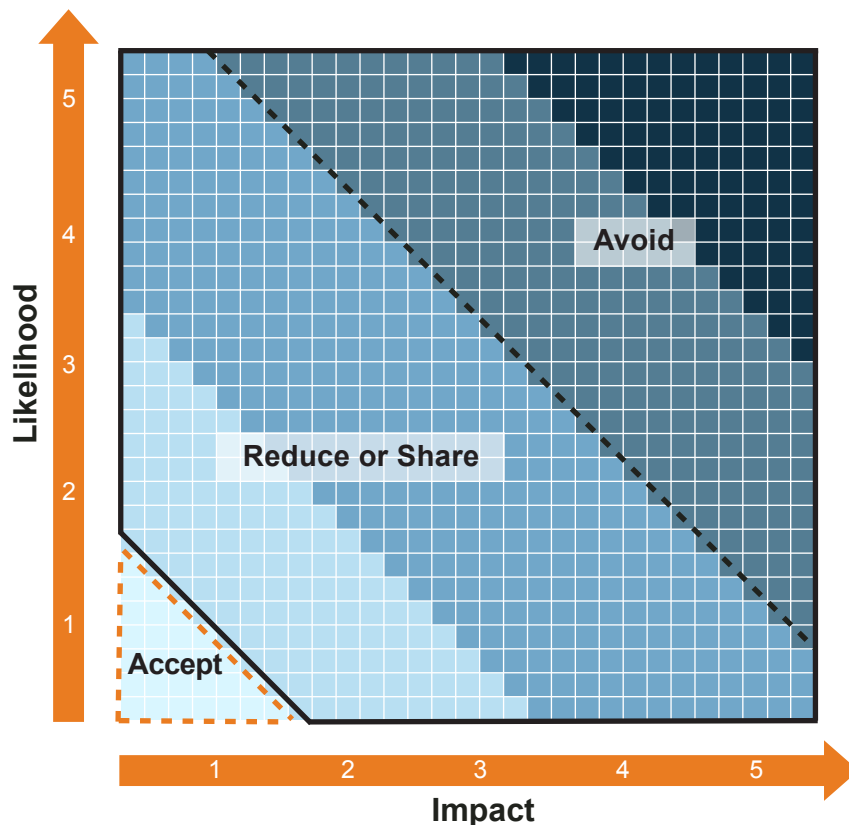 5
4
Avoid
3
Likelihood
Reduce or Share
2
1
Accept
1 2 3 4 5
Impact